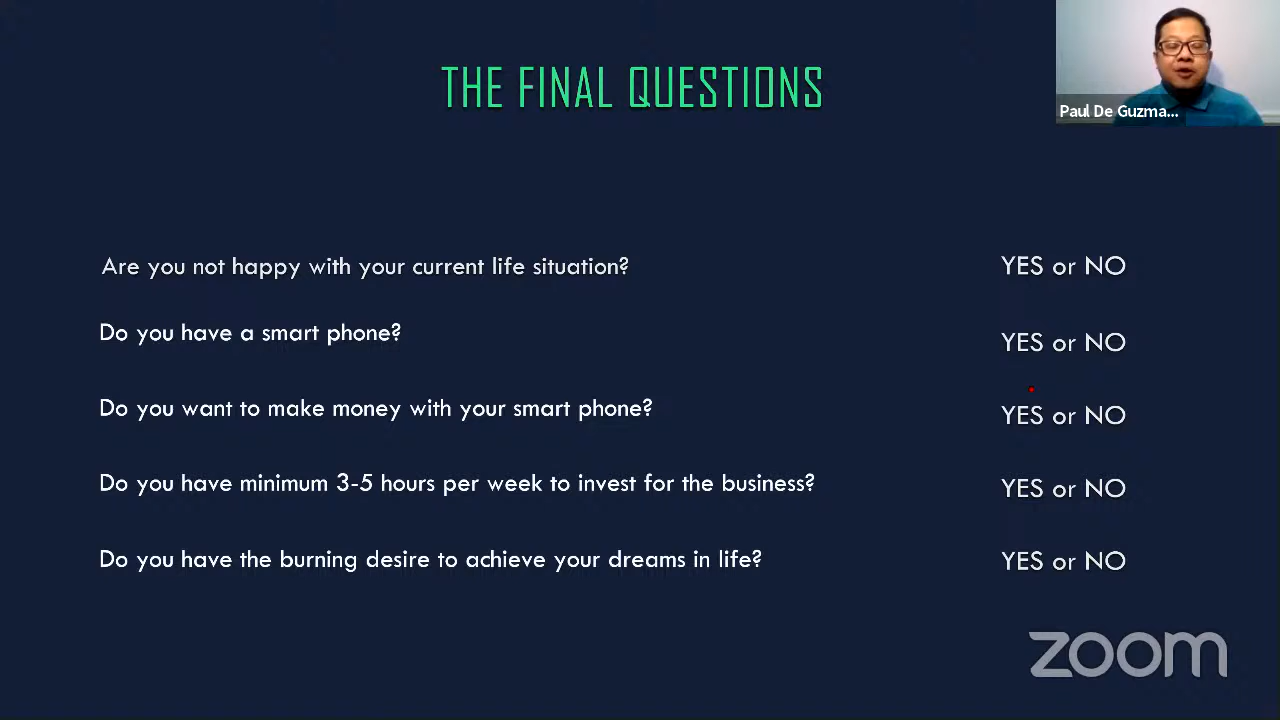 THE FINAL QUESTIONS
Paul De Guzma...
Are you not happy with your current life situation? YES or NO
Do you have a smart phone? YES or NO
Do you want to make money with your smart phone? YES or NO
Do you have minimum 3-5 hours per week to invest for the business? YES or NO
Do you have the burning desire to achieve your dreams in life? YES or NO
zoom